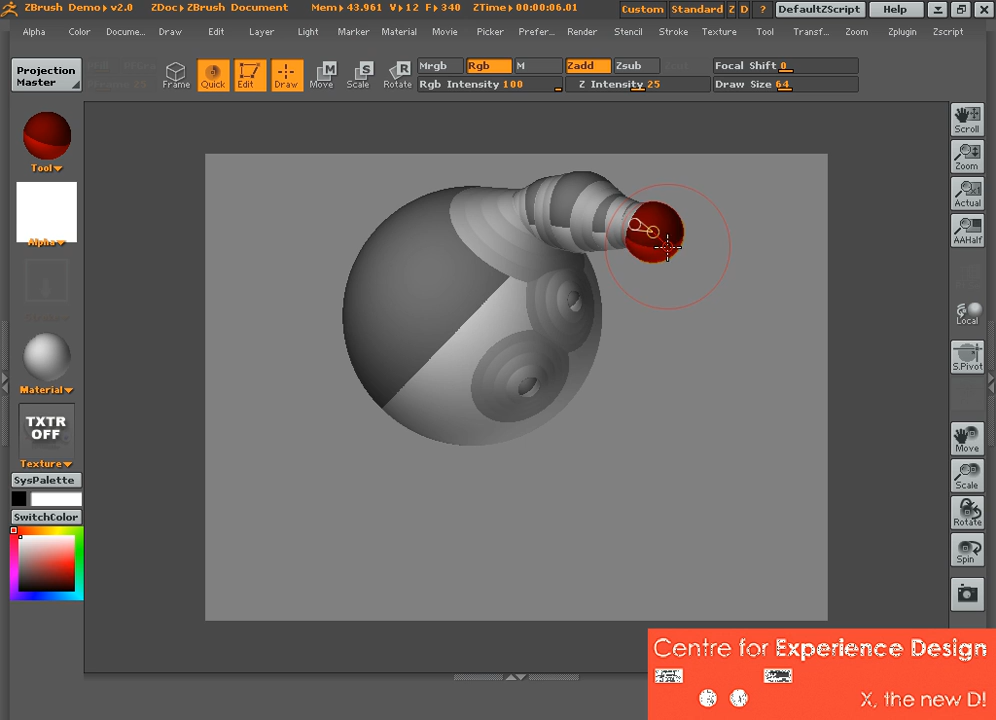 ZBrush Demo v2.0 ZDoc ZBrush Document Mem 43.961 V 12 F 340 ZTime 00:00:06.01 Custom Standard Z D ? DefaultZScript Help
Alpha Color Docume... Draw Edit Layer Light Marker Material Movie Picker Prefer... Render Stencil Stroke Texture Tool Transf... Zoom Zplugin Zscript
Projection
Master
Frame
Quick
Edit
Draw
M
Move
S
Scale
R
Rotate
Mrgb Rgb M Zadd Zsub Focal Shift 0
Rgb Intensity 100 Z Intensity 25 Draw Size 64
Tool
Alpha
Material
TXTR
OFF
Texture
SysPalette
SwitchColor
Scroll
Zoom
Actual
AAHalf
Local
S.Pivot
Move
Scale
Rotate
Spin
Centre for Experience Design
X, the new D!